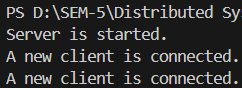 PS D:\SEM-5\Distributed Sy
Server is started.
A new client is connected.
A new client is connected.